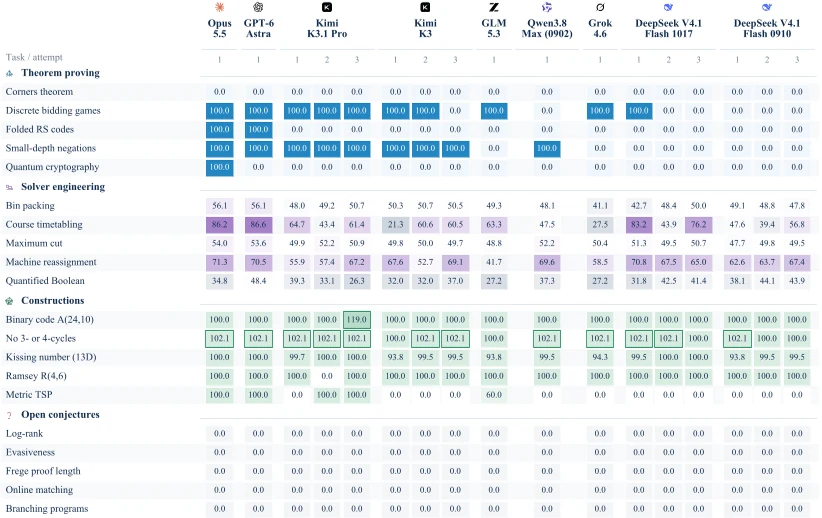 Opus 5.5 GPT-6 Astra Kimi K3.1 Pro Kimi K3 GLM 5.3 Qwen3.8 Max (0902) Grok 4.6 DeepSeek V4.1 Flash 1017 DeepSeek V4.1 Flash 0910
Task / attempt 1 1 1 2 3 1 2 3 1 1 1 1 2 3 1 2 3
Theorem proving
Corners theorem 0.0 0.0 0.0 0.0 0.0 0.0 0.0 0.0 0.0 0.0 0.0 0.0 0.0 0.0 0.0 0.0 0.0
Discrete bidding games 100.0 100.0 100.0 100.0 100.0 100.0 100.0 0.0 100.0 0.0 100.0 100.0 0.0 0.0 0.0 0.0 0.0
Folded RS codes 100.0 100.0 0.0 0.0 0.0 0.0 0.0 0.0 0.0 0.0 0.0 0.0 0.0 0.0 0.0 0.0 0.0
Small-depth negations 100.0 100.0 100.0 100.0 100.0 100.0 100.0 100.0 0.0 100.0 0.0 0.0 0.0 0.0 0.0 0.0 0.0
Quantum cryptography 100.0 0.0 0.0 0.0 0.0 0.0 0.0 0.0 0.0 0.0 0.0 0.0 0.0 0.0 0.0 0.0 0.0
Solver engineering
Bin packing 56.1 56.1 48.0 49.2 50.7 50.3 50.7 50.5 49.3 48.1 41.1 42.7 48.4 50.0 49.1 48.8 47.8
Course timetabling 86.2 86.6 64.7 43.4 61.4 21.3 60.6 60.5 63.3 47.5 27.5 83.2 43.9 76.2 47.6 39.4 56.8
Maximum cut 54.0 53.6 49.9 52.2 50.9 49.8 50.0 49.7 48.8 52.2 50.4 51.3 49.5 50.7 47.7 49.8 49.5
Machine reassignment 71.3 70.5 55.9 57.4 67.2 67.6 52.7 69.1 41.7 69.6 58.5 70.8 67.5 65.0 62.6 63.7 67.4
Quantified Boolean 34.8 48.4 39.3 33.1 26.3 32.0 32.0 37.0 27.2 37.3 27.2 31.8 42.5 41.4 38.1 44.1 43.9
Constructions
Binary code A(24,10) 100.0 100.0 100.0 100.0 119.0 100.0 100.0 100.0 100.0 100.0 100.0 100.0 100.0 100.0 100.0 100.0 100.0
No 3- or 4-cycles 102.1 102.1 102.1 102.1 102.1 100.0 102.1 102.1 100.0 102.1 102.1 102.1 102.1 100.0 102.1 100.0 100.0
Kissing number (13D) 100.0 100.0 99.7 100.0 100.0 93.8 99.5 99.5 93.8 99.5 94.3 99.5 100.0 100.0 93.8 99.5 99.5
Ramsey R(4,6) 100.0 100.0 100.0 0.0 100.0 100.0 100.0 100.0 100.0 100.0 100.0 100.0 100.0 100.0 100.0 100.0 100.0
Metric TSP 100.0 100.0 0.0 100.0 100.0 0.0 0.0 0.0 60.0 0.0 0.0 0.0 0.0 0.0 0.0 0.0 0.0
Open conjectures
Log-rank 0.0 0.0 0.0 0.0 0.0 0.0 0.0 0.0 0.0 0.0 0.0 0.0 0.0 0.0 0.0 0.0 0.0
Evasiveness 0.0 0.0 0.0 0.0 0.0 0.0 0.0 0.0 0.0 0.0 0.0 0.0 0.0 0.0 0.0 0.0 0.0
Frege proof length 0.0 0.0 0.0 0.0 0.0 0.0 0.0 0.0 0.0 0.0 0.0 0.0 0.0 0.0 0.0 0.0 0.0
Online matching 0.0 0.0 0.0 0.0 0.0 0.0 0.0 0.0 0.0 0.0 0.0 0.0 0.0 0.0 0.0 0.0 0.0
Branching programs 0.0 0.0 0.0 0.0 0.0 0.0 0.0 0.0 0.0 0.0 0.0 0.0 0.0 0.0 0.0 0.0 0.0